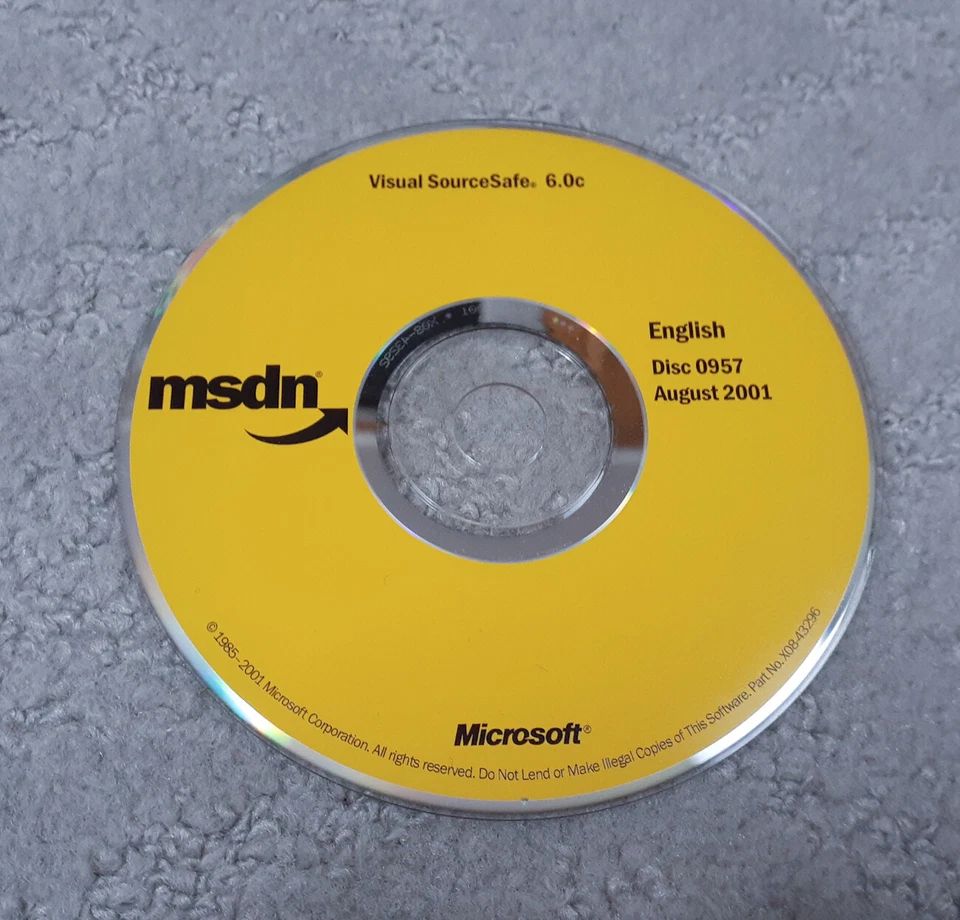 Visual SourceSafe® 6.0c
English
Disc 0957
August 2001
msdn®
Microsoft®
© 1985–2001 Microsoft Corporation. All rights reserved. Do Not Lend or Make Illegal Copies of This Software. Part No. X08-43296